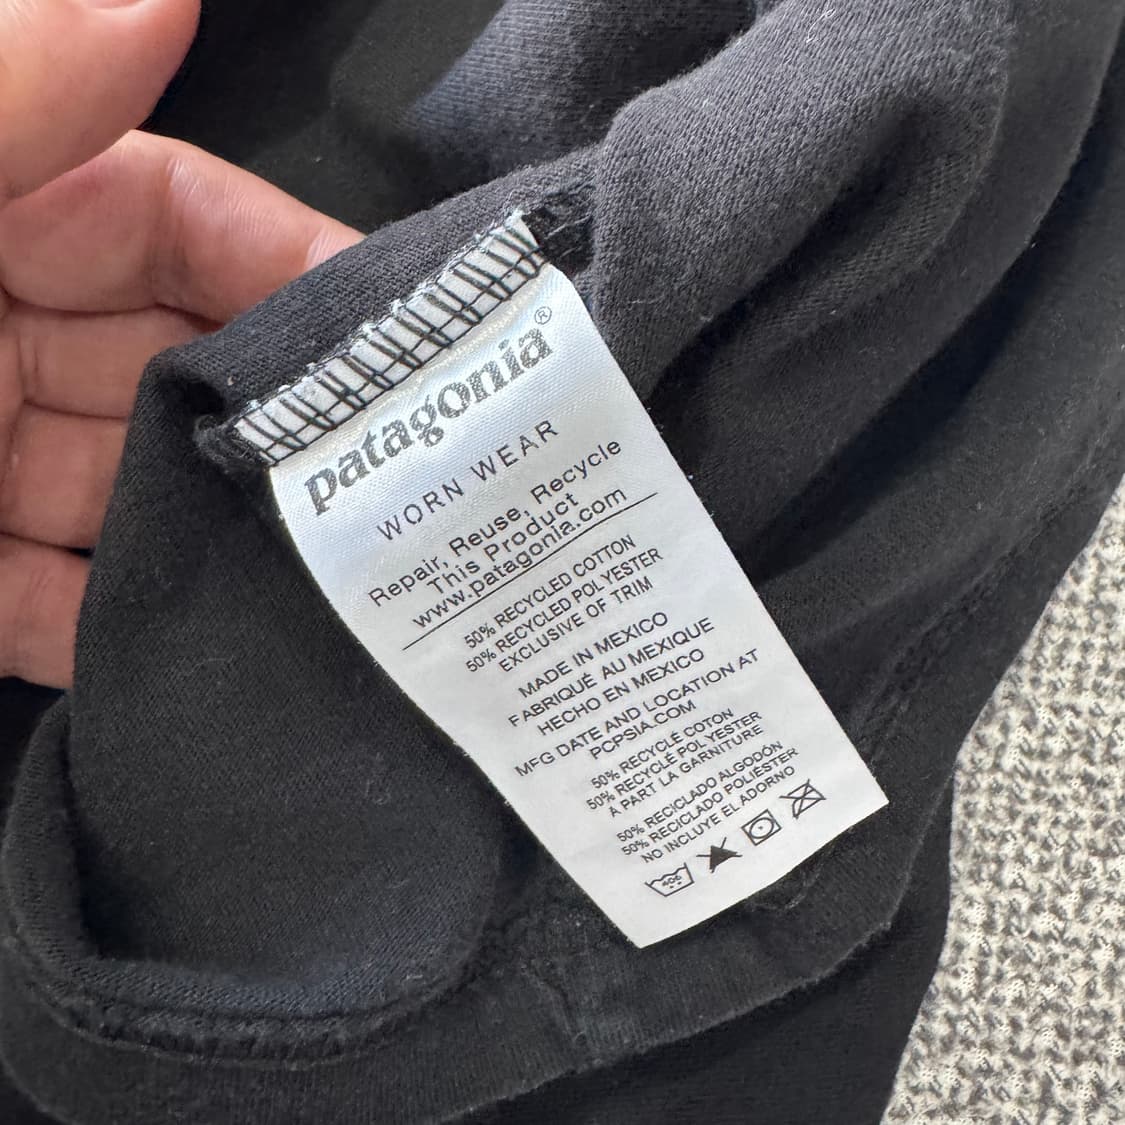 patagonia®
WORN WEAR
Repair, Reuse, Recycle
This Product
www.patagonia.com
50% RECYCLED COTTON
50% RECYCLED POLYESTER
EXCLUSIVE OF TRIM
MADE IN MEXICO
FABRIQUÉ AU MEXIQUE
HECHO EN MEXICO
MFG DATE AND LOCATION AT
PCPSIA.COM
50% RECYCLÉ COTON
50% RECYCLÉ POLYESTER
À PART LA GARNITURE
50% RECICLADO ALGODÓN
50% RECICLADO POLIÉSTER
NO INCLUYE EL ADORNO